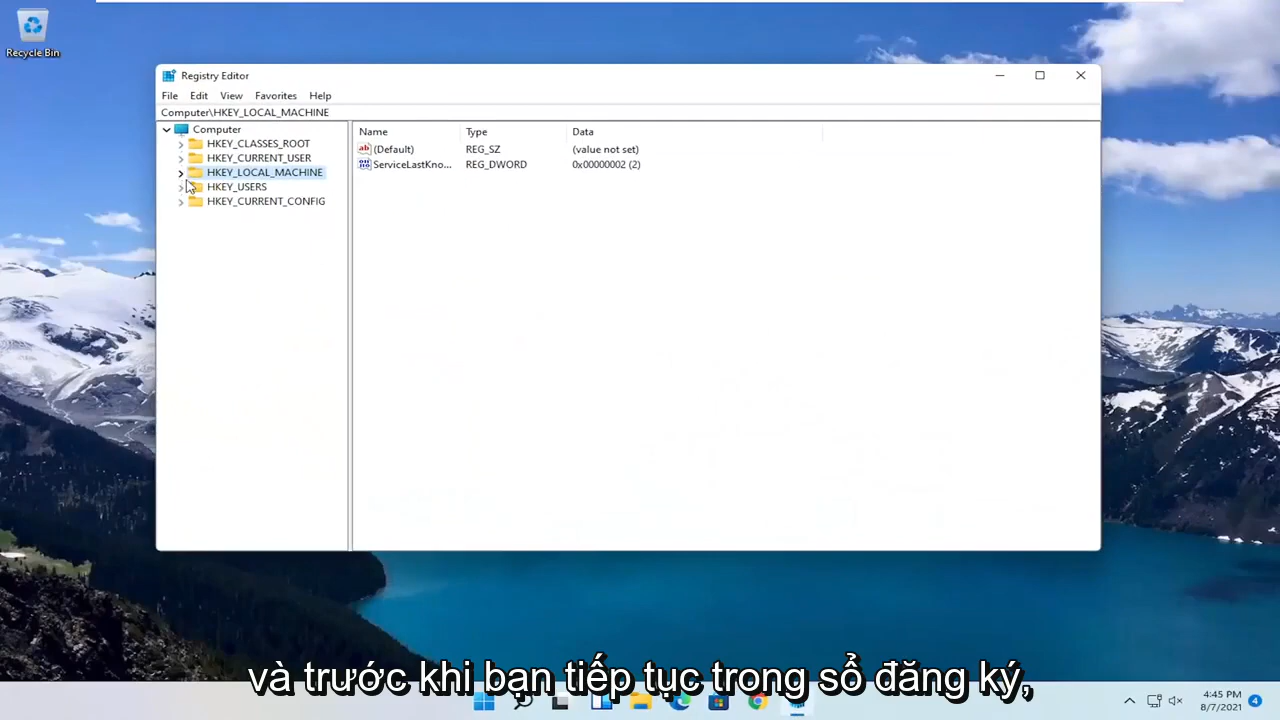 Recycle Bin
Registry Editor
File Edit View Favorites Help
Computer\HKEY_LOCAL_MACHINE
Computer
HKEY_CLASSES_ROOT
HKEY_CURRENT_USER
HKEY_LOCAL_MACHINE
HKEY_USERS
HKEY_CURRENT_CONFIG
Name Type Data
(Default) REG_SZ (value not set)
ServiceLastKno... REG_DWORD 0x00000002 (2)
và trước khi bạn tiếp tục trong sổ đăng ký,
4:45 PM
8/7/2021
4